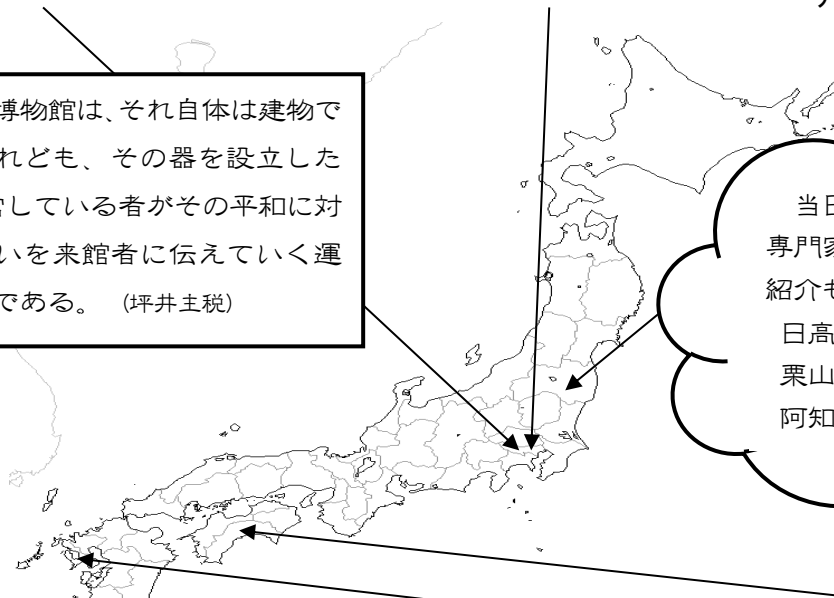 博物館は、それ自体は建物で
れども、その器を設立した
している者がその平和に対
いを来館者に伝えていく運
である。 (坪井主税)
当日
専門家
紹介も
日高
栗山
阿知